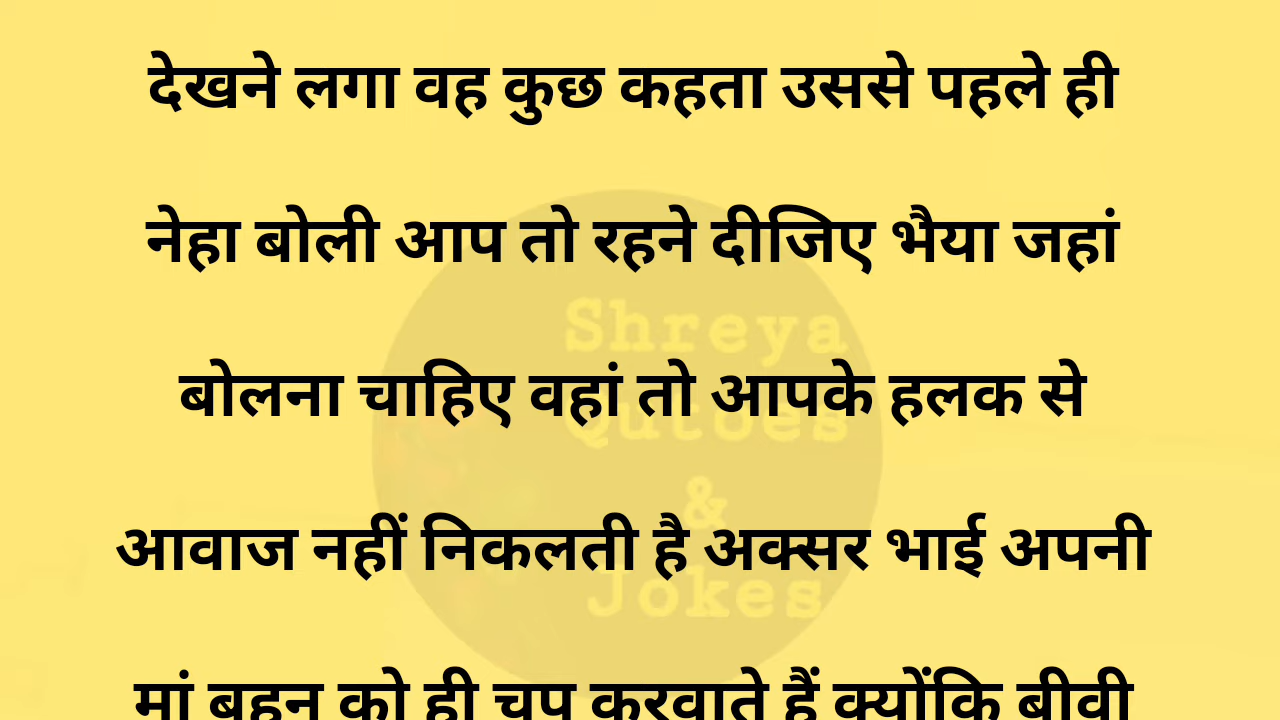 देखने लगा वह कुछ कहता उससे पहले ही
नेहा बोली आप तो रहने दीजिए भैया जहां
Shreya
बोलना चाहिए वहां तो आपके हलक से
Qutoes
&
आवाज नहीं निकलती है अक्सर भाई अपनी
Jokes
मां बहन को ही चुप करवाते हैं क्योंकि बीवी